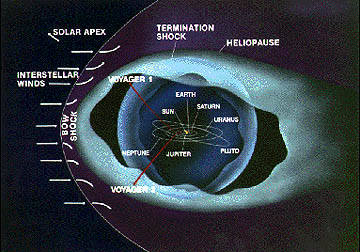 SOLAR APEX
TERMINATION
SHOCK
HELIOPAUSE
INTERSTELLAR
WINDS
VOYAGER 1
EARTH
SUN
SATURN
URANUS
BOW
SHOCK
NEPTUNE
JUPITER
PLUTO
VOYAGER 2